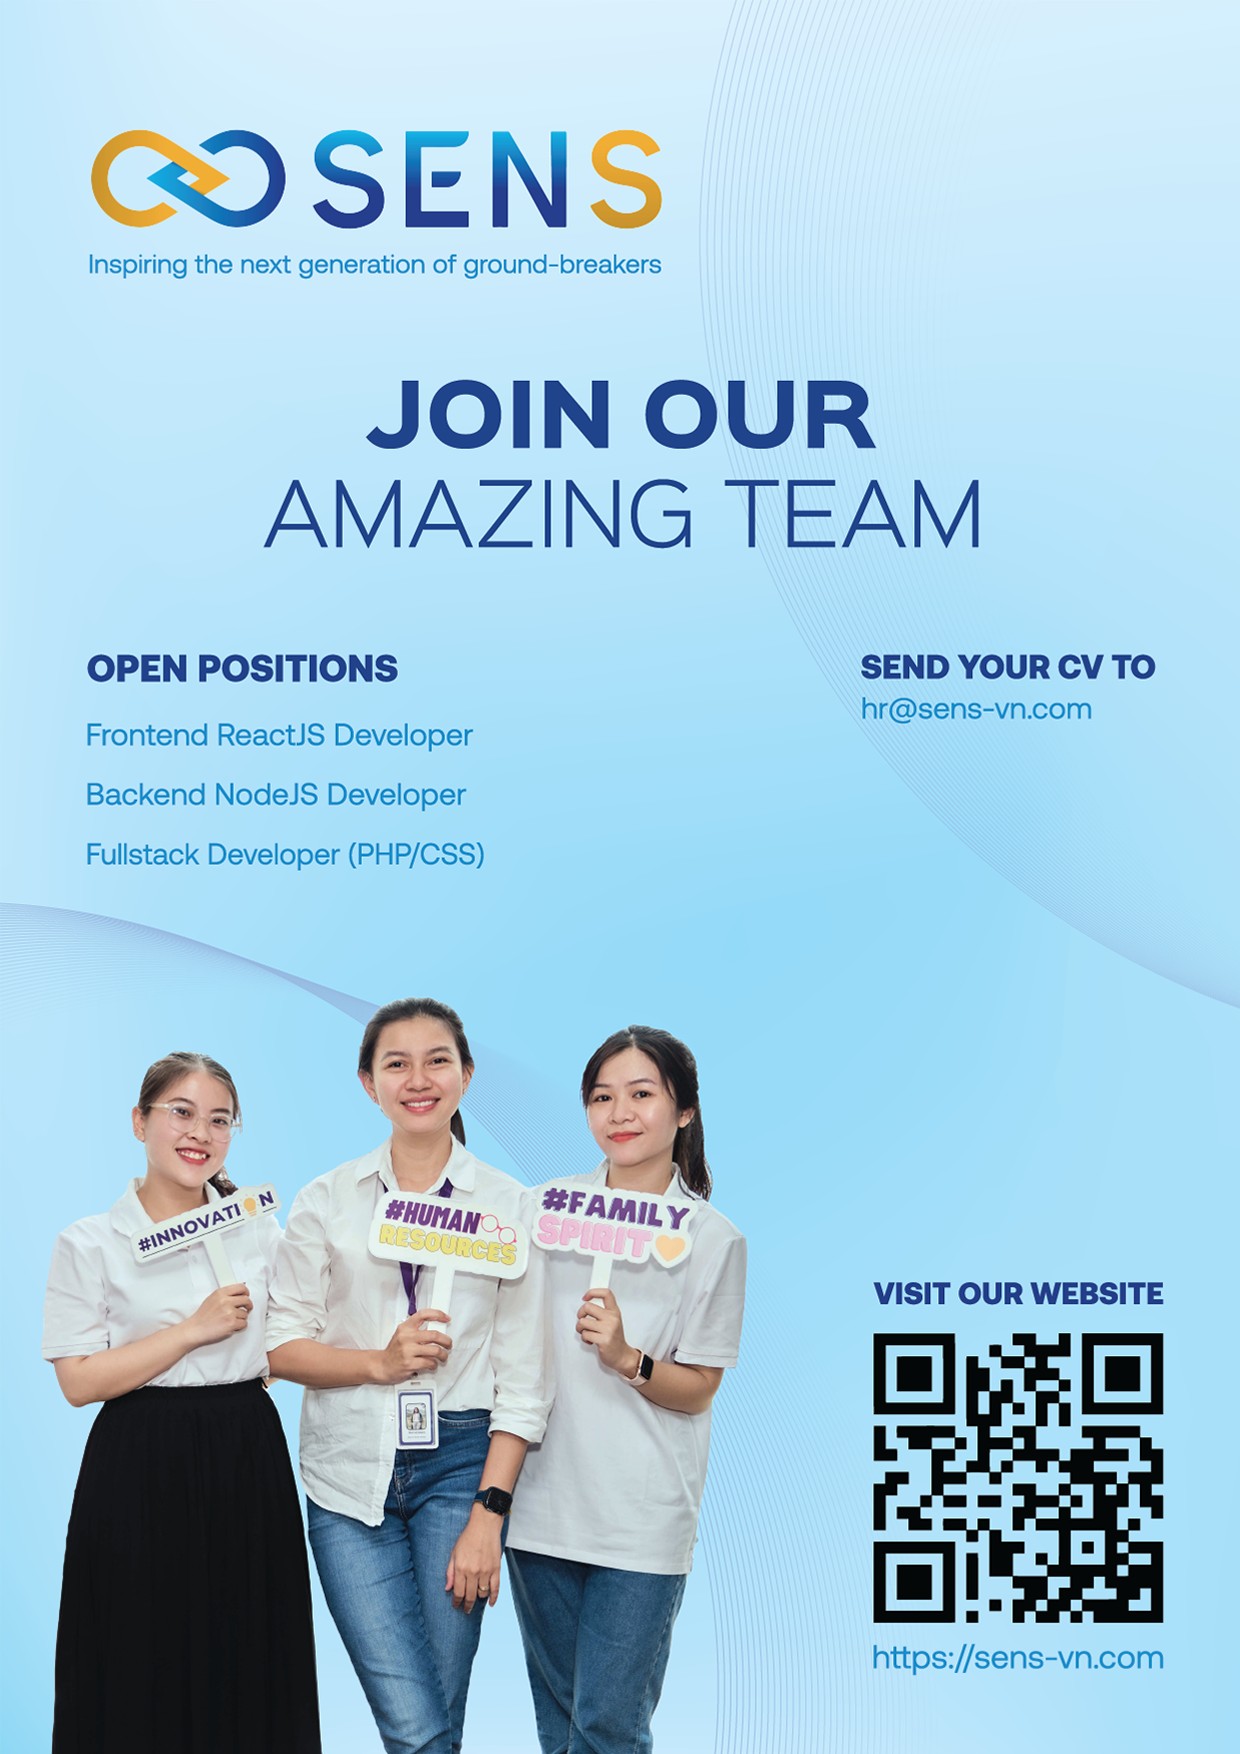 SENS
Inspiring the next generation of ground-breakers
JOIN OUR
AMAZING TEAM
OPEN POSITIONS
Frontend ReactJS Developer
Backend NodeJS Developer
Fullstack Developer (PHP/CSS)
SEND YOUR CV TO
hr@sens-vn.com
#INNOVATION
#HUMAN
RESOURCES
#FAMILY
SPIRIT
VISIT OUR WEBSITE
https://sens-vn.com